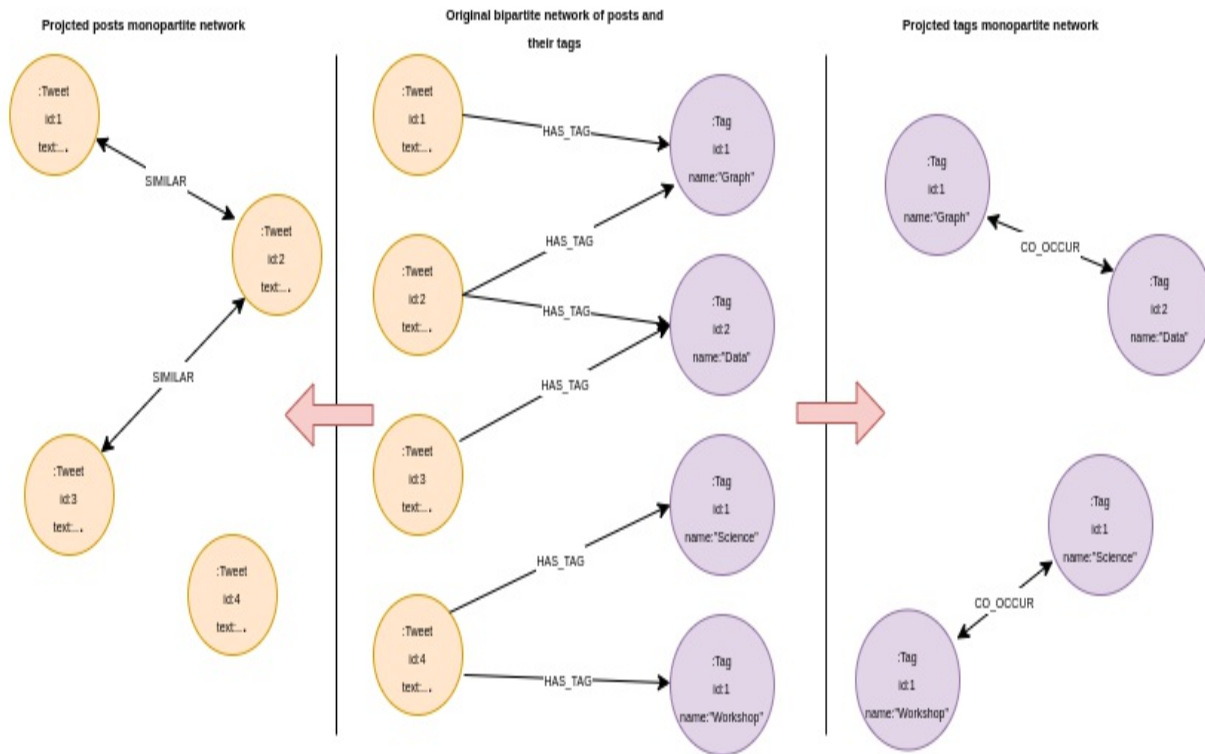 Projcted posts monopartite network
:Tweet
id:1
text:...
SIMILAR
:Tweet
id:2
text:...
SIMILAR
:Tweet
id:3
text:...
:Tweet
id:4
text:...
Original bipartite network of posts and
their tags
:Tweet
id:1
text:...
HAS_TAG
:Tag
id:1
name:"Graph"
HAS_TAG
:Tweet
id:2
text:...
HAS_TAG
:Tag
id:2
name:"Data"
HAS_TAG
:Tweet
id:3
text:...
:Tag
id:1
name:"Science"
HAS_TAG
:Tweet
id:4
text:...
HAS_TAG
:Tag
id:1
name:"Workshop"
Projcted tags monopartite network
:Tag
id:1
name:"Graph"
CO_OCCUR
:Tag
id:2
name:"Data"
:Tag
id:1
name:"Science"
CO_OCCUR
:Tag
id:1
name:"Workshop"